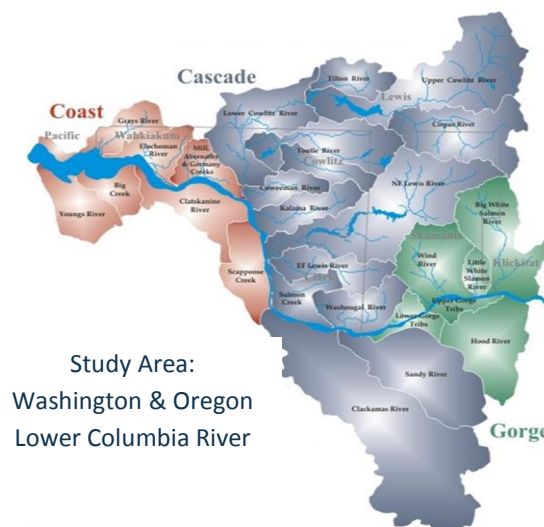 Tilton River
Upper Cowlitz River
Cascade
Lewis
Lower Cowlitz River
Coast
Cispus River
Grays River
Pacific
Wahkiakum
Elochoman
River
Mill,
Abernathy
& Germany
Creeks
Toutle River
Cowlitz
Big
Creek
Coweeman River
NF Lewis River
Youngs River
Clatskanine
River
Kalama River
Big White
Salmon
River
Skamania
Wind
River
Klickitat
Scappoose
Creek
EF Lewis River
Clark
Little
White
Slamon
River
Salmon
Creek
Washougal River
Upper Gorge
Tribs
Lower Gorge
Tribs
Hood River
Study Area:
Washington & Oregon
Lower Columbia River
Sandy River
Clackamas River
Gorge